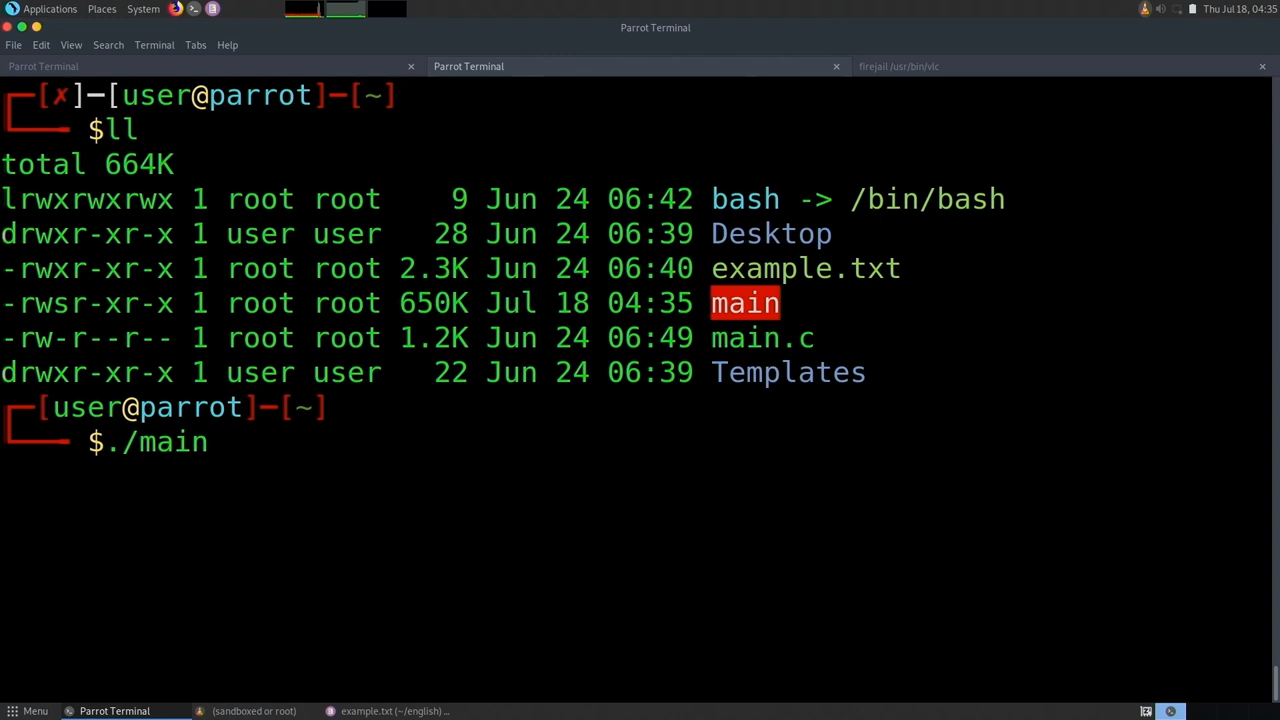 Applications Places System Thu Jul 18, 04:35
Parrot Terminal
File Edit View Search Terminal Tabs Help
Parrot Terminal × Parrot Terminal × firejail /usr/bin/vlc ×
┌─[✗]─[user@parrot]─[~]
└──╼ $ll
total 664K
lrwxrwxrwx 1 root root 9 Jun 24 06:42 bash -> /bin/bash
drwxr-xr-x 1 user user 28 Jun 24 06:39 Desktop
-rwxr-xr-x 1 root root 2.3K Jun 24 06:40 example.txt
-rwsr-xr-x 1 root root 650K Jul 18 04:35 main
-rw-r--r-- 1 root root 1.2K Jun 24 06:49 main.c
drwxr-xr-x 1 user user 22 Jun 24 06:39 Templates
┌─[user@parrot]─[~]
└──╼ $./main
Menu Parrot Terminal (sandboxed or root) example.txt (~/english) ...